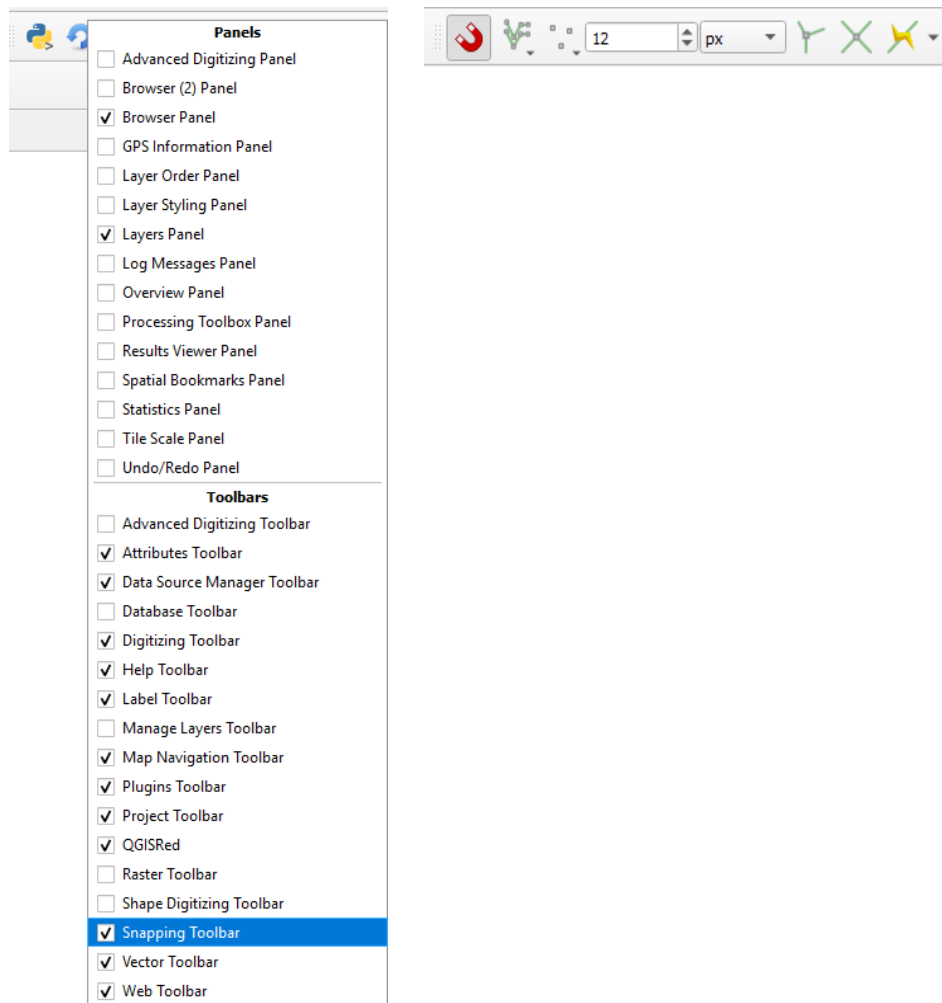 Panels
Advanced Digitizing Panel
Browser (2) Panel
Browser Panel
GPS Information Panel
Layer Order Panel
Layer Styling Panel
Layers Panel
Log Messages Panel
Overview Panel
Processing Toolbox Panel
Results Viewer Panel
Spatial Bookmarks Panel
Statistics Panel
Tile Scale Panel
Undo/Redo Panel
Toolbars
Advanced Digitizing Toolbar
Attributes Toolbar
Data Source Manager Toolbar
Database Toolbar
Digitizing Toolbar
Help Toolbar
Label Toolbar
Manage Layers Toolbar
Map Navigation Toolbar
Plugins Toolbar
Project Toolbar
QGISRed
Raster Toolbar
Shape Digitizing Toolbar
Snapping Toolbar
Vector Toolbar
Web Toolbar
12 px